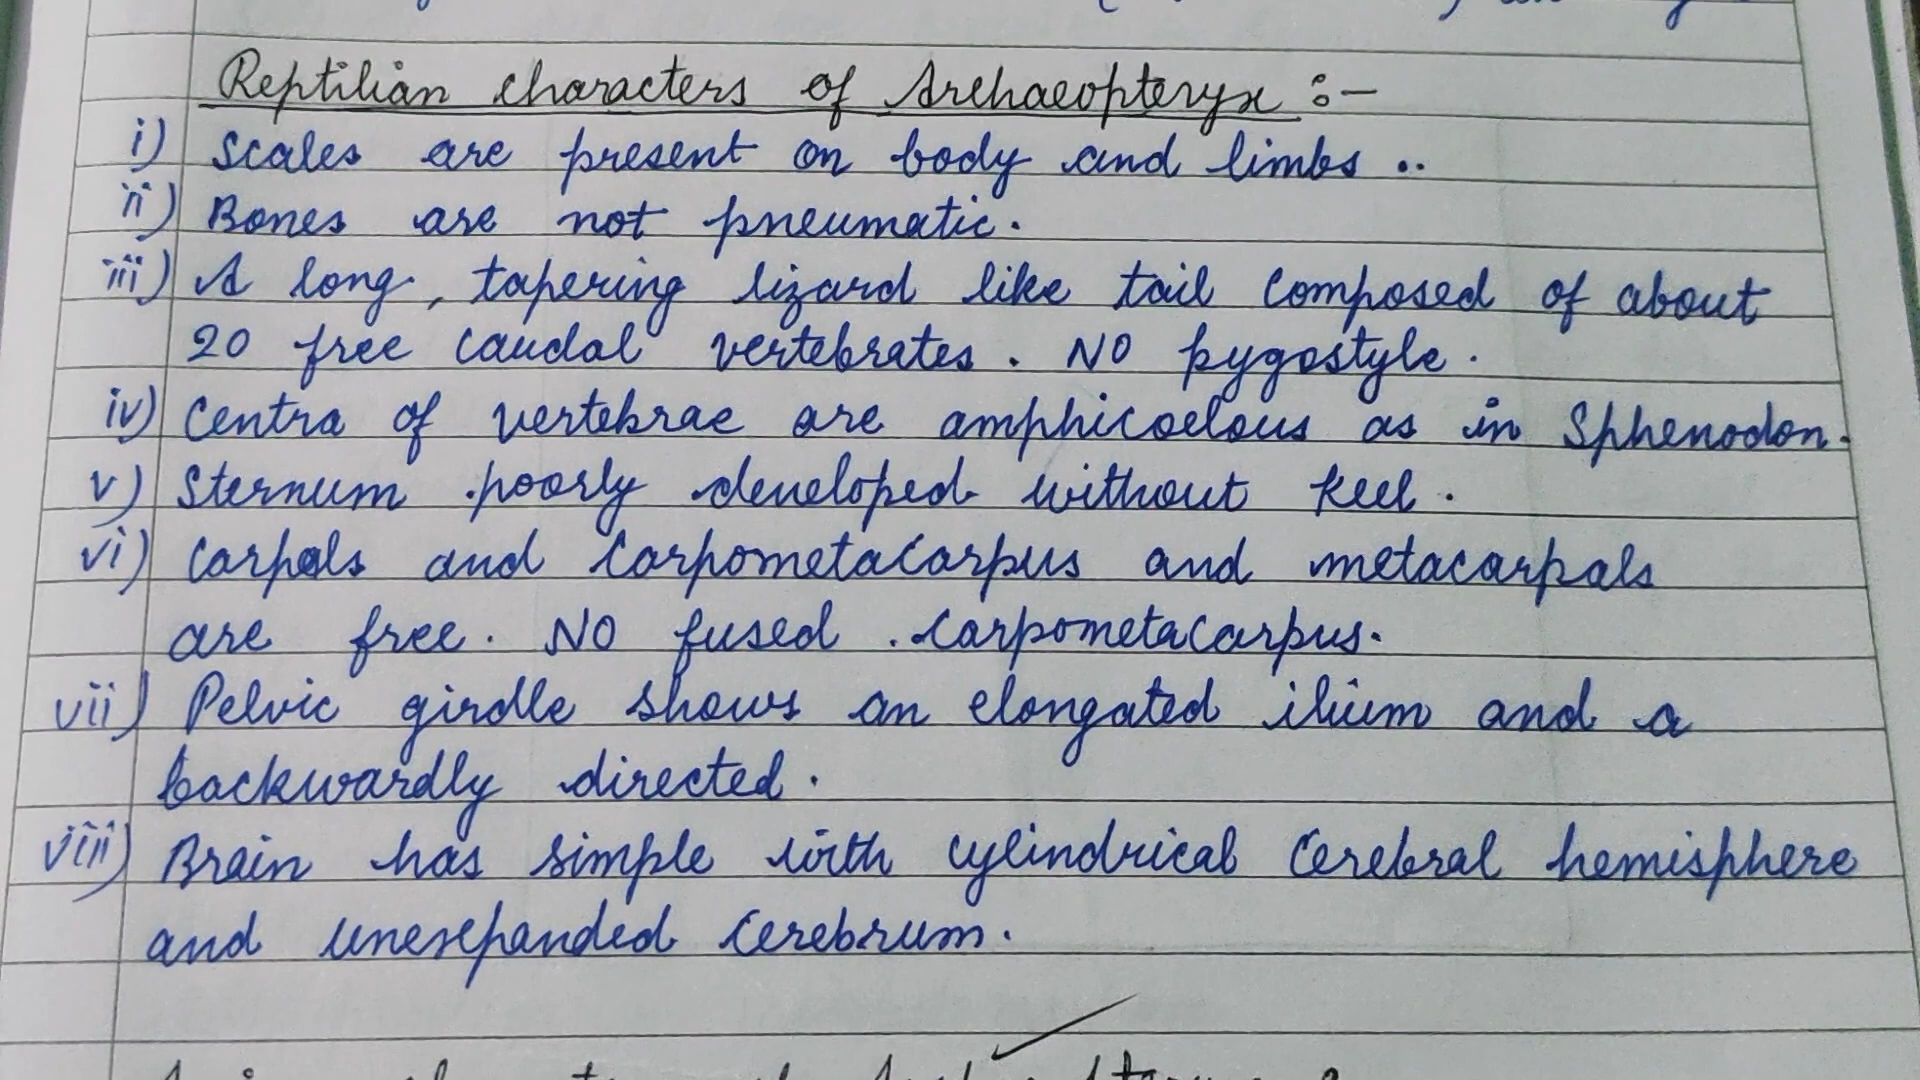 Reptilian characters of Archaeopteryx :-
i) Scales are present on body and limbs ..
ii) Bones are not pneumatic.
iii) A long, tapering lizard like tail composed of about
20 free caudal vertebrates. NO pygostyle.
iv) Centra of vertebrae are amphicoelous as in Sphenodon.
v) Sternum poorly developed without keel.
vi) Carpals and Carpometacarpus and metacarpals
are free. NO fused carpometacarpus.
vii) Pelvic girdle shows an elongated ilium and a
backwardly directed.
viii) Brain has simple with cylindrical cerebral hemisphere
and unexepanded cerebrum.